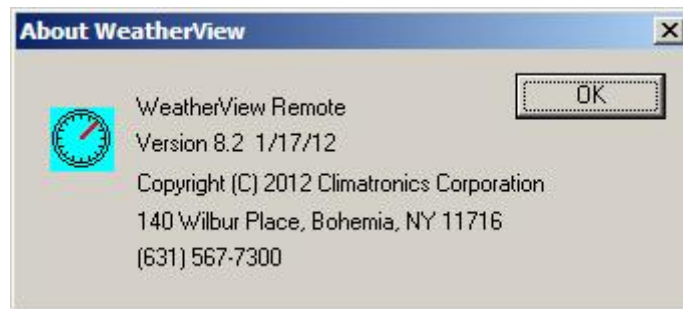 About WeatherView
OK
WeatherView Remote
Version 8.2 1/17/12
Copyright (C) 2012 Climatronics Corporation
140 Wilbur Place, Bohemia, NY 11716
(631) 567-7300